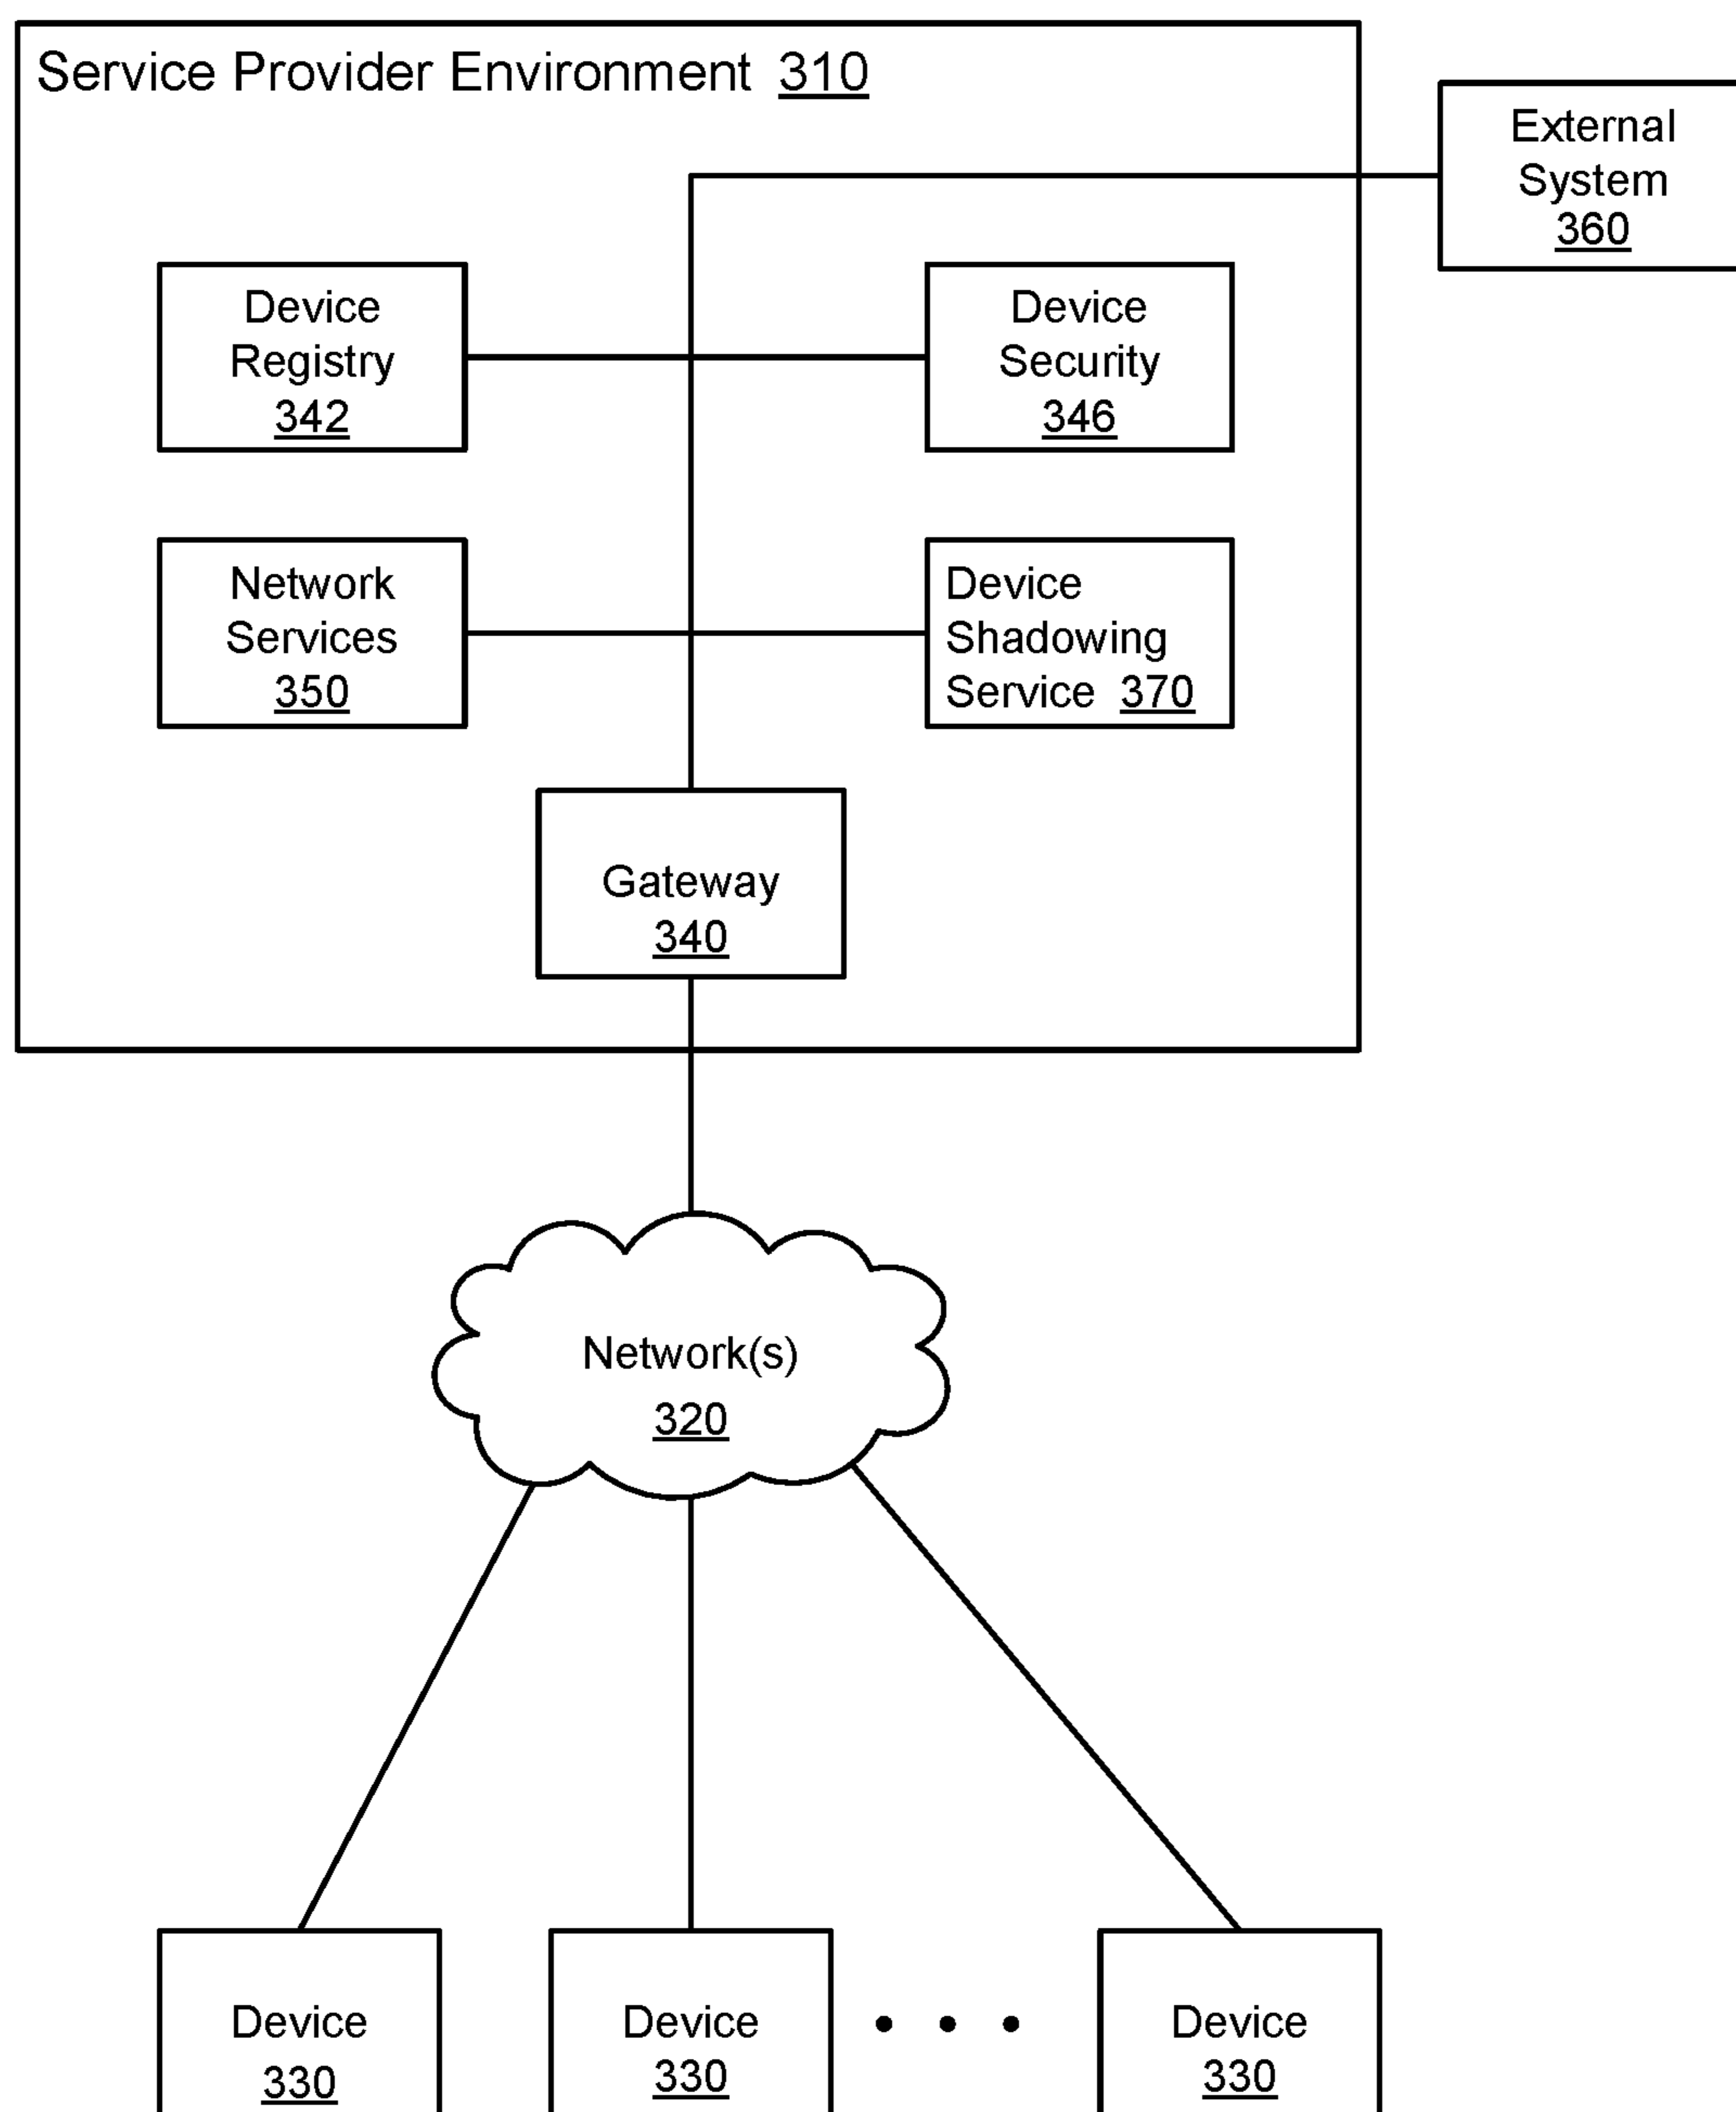 Service Provider Environment 310
External
System
360
Device
Registry
342
Device
Security
346
Network
Services
350
Device
Shadowing
Service 370
Gateway
340
Network(s)
320
Device
330
Device
330
Device
330